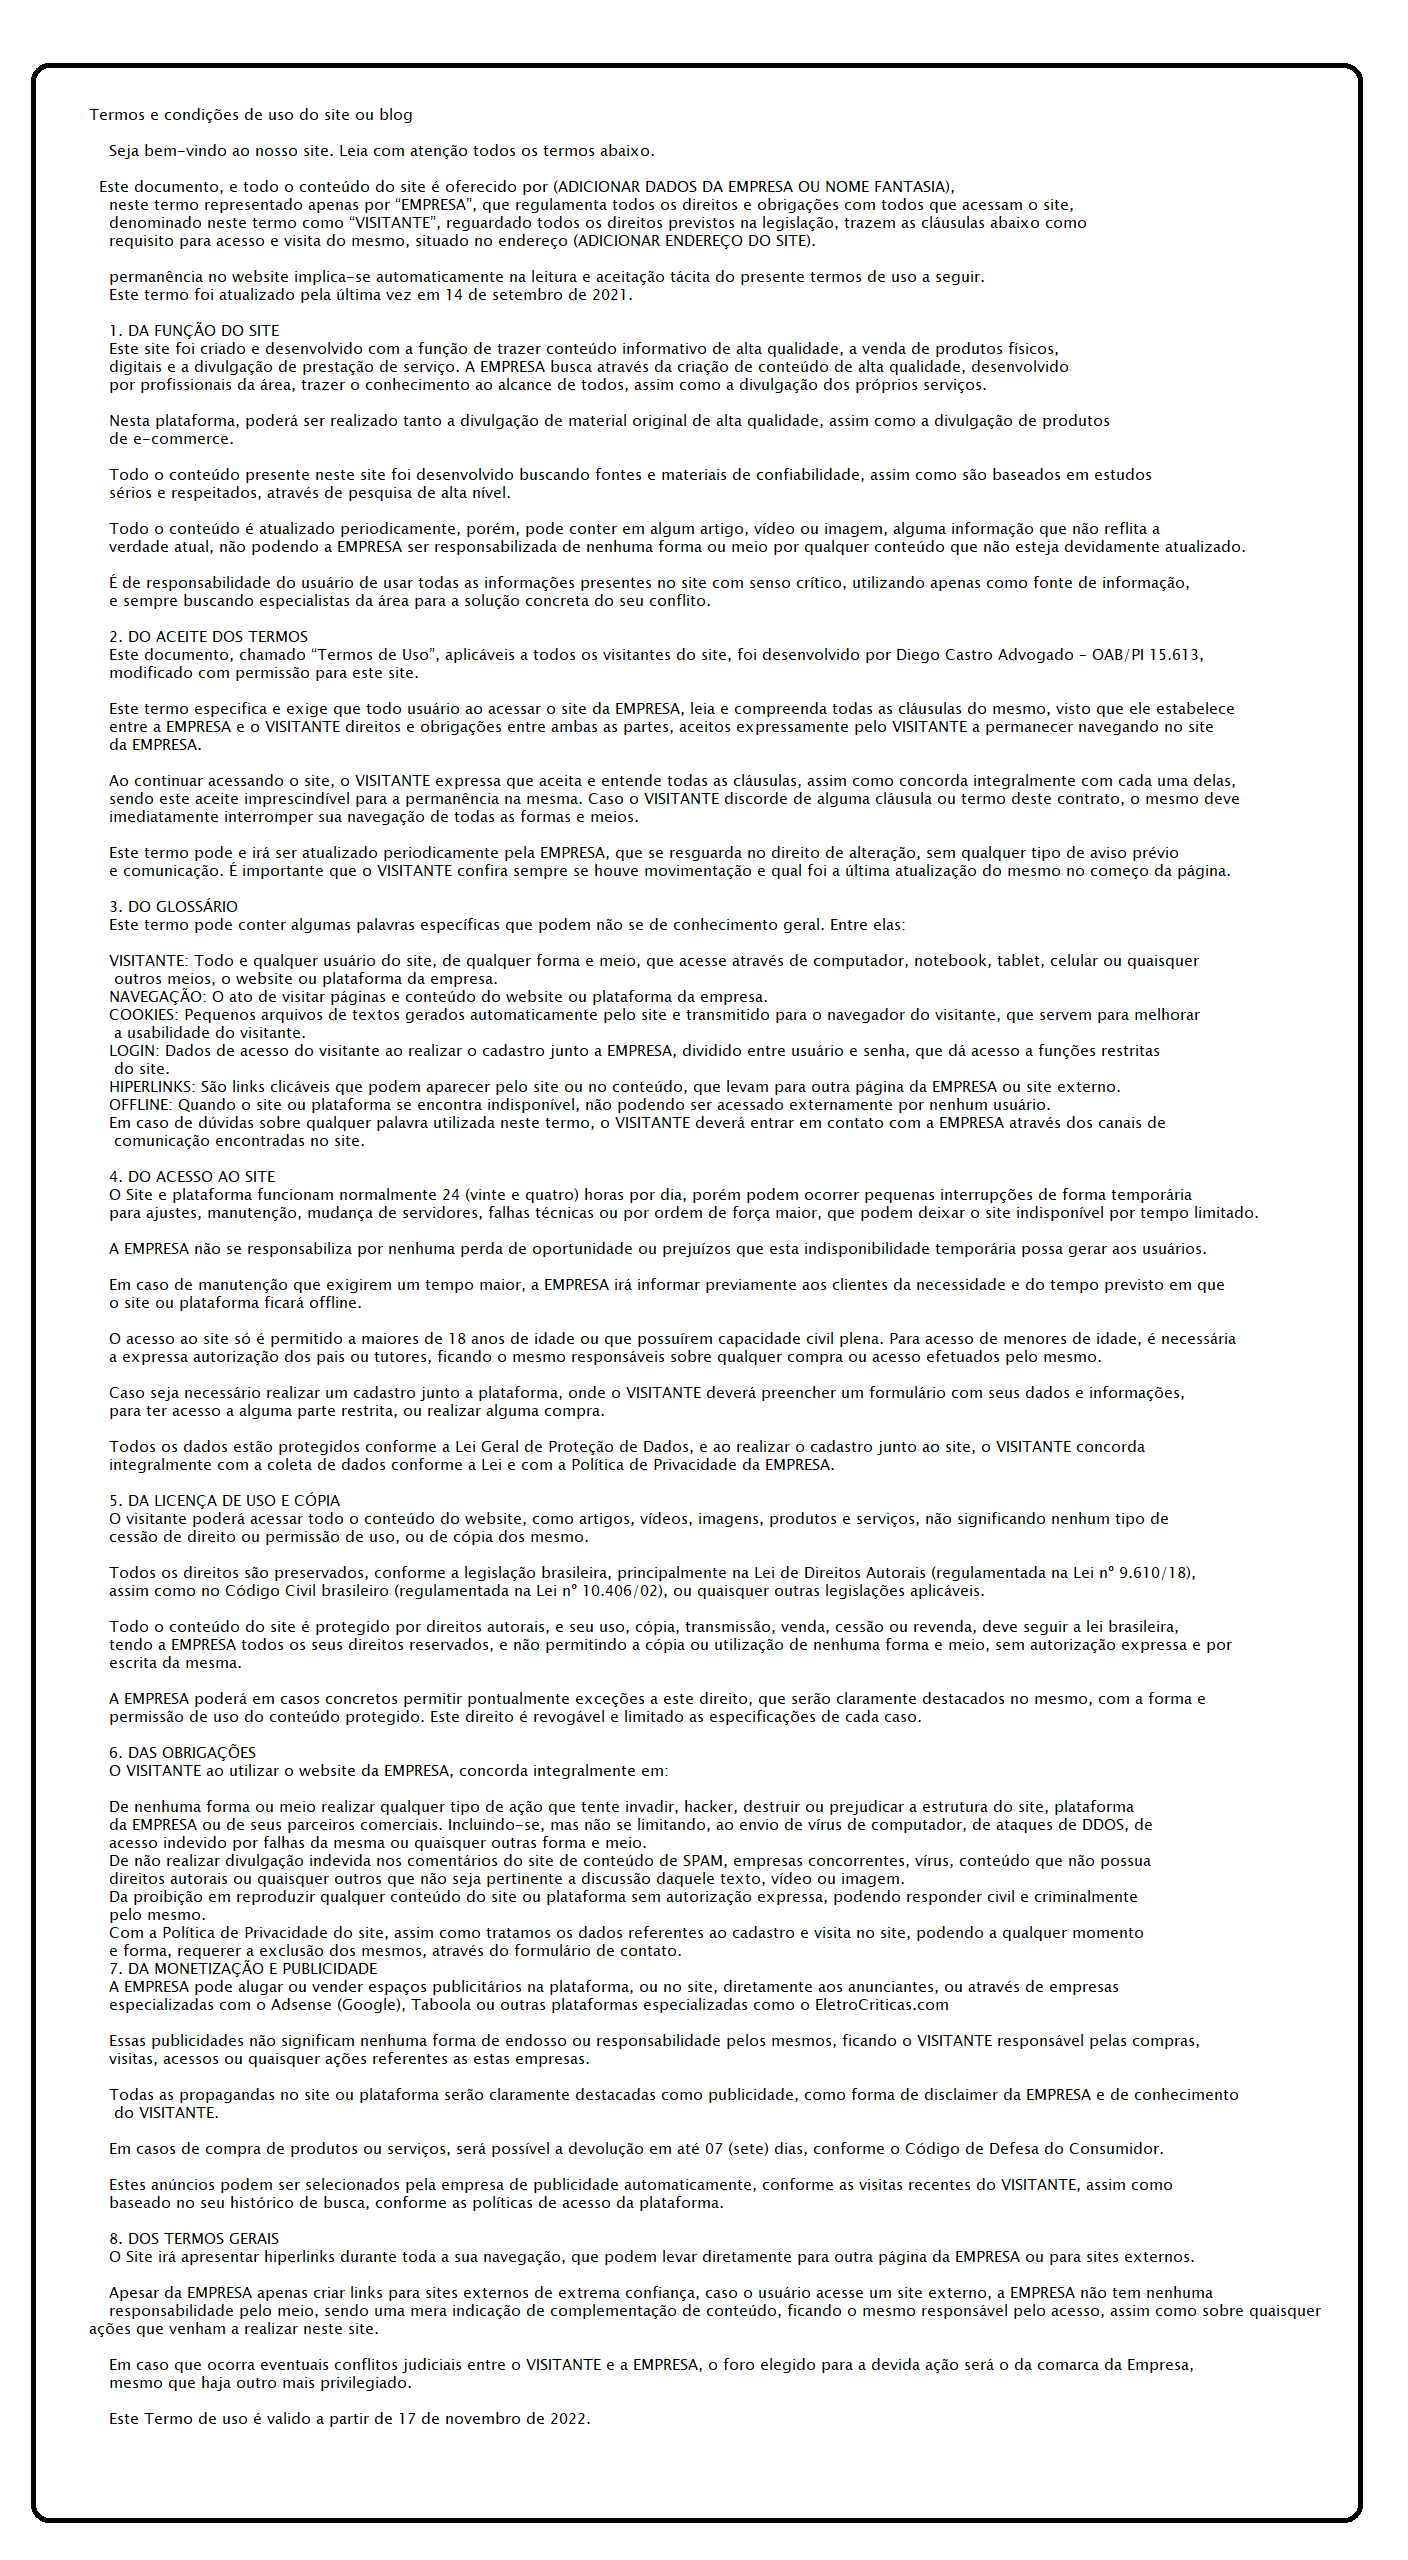 Termos e condições de uso do site ou blog
Seja bem-vindo ao nosso site. Leia com atenção todos os termos abaixo.
Este documento, e todo o conteúdo do site é oferecido por (ADICIONAR DADOS DA EMPRESA OU NOME FANTASIA),
neste termo representado apenas por “EMPRESA”, que regulamenta todos os direitos e obrigações com todos que acessam o site,
denominado neste termo como “VISITANTE”, reguardado todos os direitos previstos na legislação, trazem as cláusulas abaixo como
requisito para acesso e visita do mesmo, situado no endereço (ADICIONAR ENDEREÇO DO SITE).
permanência no website implica-se automaticamente na leitura e aceitação tácita do presente termos de uso a seguir.
Este termo foi atualizado pela última vez em 14 de setembro de 2021.
1. DA FUNÇÃO DO SITE
Este site foi criado e desenvolvido com a função de trazer conteúdo informativo de alta qualidade, a venda de produtos físicos,
digitais e a divulgação de prestação de serviço. A EMPRESA busca através da criação de conteúdo de alta qualidade, desenvolvido
por profissionais da área, trazer o conhecimento ao alcance de todos, assim como a divulgação dos próprios serviços.
Nesta plataforma, poderá ser realizado tanto a divulgação de material original de alta qualidade, assim como a divulgação de produtos
de e-commerce.
Todo o conteúdo presente neste site foi desenvolvido buscando fontes e materiais de confiabilidade, assim como são baseados em estudos
sérios e respeitados, através de pesquisa de alta nível.
Todo o conteúdo é atualizado periodicamente, porém, pode conter em algum artigo, vídeo ou imagem, alguma informação que não reflita a
verdade atual, não podendo a EMPRESA ser responsabilizada de nenhuma forma ou meio por qualquer conteúdo que não esteja devidamente atualizado.
É de responsabilidade do usuário de usar todas as informações presentes no site com senso crítico, utilizando apenas como fonte de informação,
e sempre buscando especialistas da área para a solução concreta do seu conflito.
2. DO ACEITE DOS TERMOS
Este documento, chamado “Termos de Uso”, aplicáveis a todos os visitantes do site, foi desenvolvido por Diego Castro Advogado – OAB/PI 15.613,
modificado com permissão para este site.
Este termo especifica e exige que todo usuário ao acessar o site da EMPRESA, leia e compreenda todas as cláusulas do mesmo, visto que ele estabelece
entre a EMPRESA e o VISITANTE direitos e obrigações entre ambas as partes, aceitos expressamente pelo VISITANTE a permanecer navegando no site
da EMPRESA.
Ao continuar acessando o site, o VISITANTE expressa que aceita e entende todas as cláusulas, assim como concorda integralmente com cada uma delas,
sendo este aceite imprescindível para a permanência na mesma. Caso o VISITANTE discorde de alguma cláusula ou termo deste contrato, o mesmo deve
imediatamente interromper sua navegação de todas as formas e meios.
Este termo pode e irá ser atualizado periodicamente pela EMPRESA, que se resguarda no direito de alteração, sem qualquer tipo de aviso prévio
e comunicação. É importante que o VISITANTE confira sempre se houve movimentação e qual foi a última atualização do mesmo no começo da página.
3. DO GLOSSÁRIO
Este termo pode conter algumas palavras específicas que podem não se de conhecimento geral. Entre elas:
VISITANTE: Todo e qualquer usuário do site, de qualquer forma e meio, que acesse através de computador, notebook, tablet, celular ou quaisquer
outros meios, o website ou plataforma da empresa.
NAVEGAÇÃO: O ato de visitar páginas e conteúdo do website ou plataforma da empresa.
COOKIES: Pequenos arquivos de textos gerados automaticamente pelo site e transmitido para o navegador do visitante, que servem para melhorar
a usabilidade do visitante.
LOGIN: Dados de acesso do visitante ao realizar o cadastro junto a EMPRESA, dividido entre usuário e senha, que dá acesso a funções restritas
do site.
HIPERLINKS: São links clicáveis que podem aparecer pelo site ou no conteúdo, que levam para outra página da EMPRESA ou site externo.
OFFLINE: Quando o site ou plataforma se encontra indisponível, não podendo ser acessado externamente por nenhum usuário.
Em caso de dúvidas sobre qualquer palavra utilizada neste termo, o VISITANTE deverá entrar em contato com a EMPRESA através dos canais de
comunicação encontradas no site.
4. DO ACESSO AO SITE
O Site e plataforma funcionam normalmente 24 (vinte e quatro) horas por dia, porém podem ocorrer pequenas interrupções de forma temporária
para ajustes, manutenção, mudança de servidores, falhas técnicas ou por ordem de força maior, que podem deixar o site indisponível por tempo limitado.
A EMPRESA não se responsabiliza por nenhuma perda de oportunidade ou prejuízos que esta indisponibilidade temporária possa gerar aos usuários.
Em caso de manutenção que exigirem um tempo maior, a EMPRESA irá informar previamente aos clientes da necessidade e do tempo previsto em que
o site ou plataforma ficará offline.
O acesso ao site só é permitido a maiores de 18 anos de idade ou que possuírem capacidade civil plena. Para acesso de menores de idade, é necessária
a expressa autorização dos pais ou tutores, ficando o mesmo responsáveis sobre qualquer compra ou acesso efetuados pelo mesmo.
Caso seja necessário realizar um cadastro junto a plataforma, onde o VISITANTE deverá preencher um formulário com seus dados e informações,
para ter acesso a alguma parte restrita, ou realizar alguma compra.
Todos os dados estão protegidos conforme a Lei Geral de Proteção de Dados, e ao realizar o cadastro junto ao site, o VISITANTE concorda
integralmente com a coleta de dados conforme a Lei e com a Política de Privacidade da EMPRESA.
5. DA LICENÇA DE USO E CÓPIA
O visitante poderá acessar todo o conteúdo do website, como artigos, vídeos, imagens, produtos e serviços, não significando nenhum tipo de
cessão de direito ou permissão de uso, ou de cópia dos mesmo.
Todos os direitos são preservados, conforme a legislação brasileira, principalmente na Lei de Direitos Autorais (regulamentada na Lei nº 9.610/18),
assim como no Código Civil brasileiro (regulamentada na Lei nº 10.406/02), ou quaisquer outras legislações aplicáveis.
Todo o conteúdo do site é protegido por direitos autorais, e seu uso, cópia, transmissão, venda, cessão ou revenda, deve seguir a lei brasileira,
tendo a EMPRESA todos os seus direitos reservados, e não permitindo a cópia ou utilização de nenhuma forma e meio, sem autorização expressa e por
escrita da mesma.
A EMPRESA poderá em casos concretos permitir pontualmente exceções a este direito, que serão claramente destacados no mesmo, com a forma e
permissão de uso do conteúdo protegido. Este direito é revogável e limitado as especificações de cada caso.
6. DAS OBRIGAÇÕES
O VISITANTE ao utilizar o website da EMPRESA, concorda integralmente em:
De nenhuma forma ou meio realizar qualquer tipo de ação que tente invadir, hacker, destruir ou prejudicar a estrutura do site, plataforma
da EMPRESA ou de seus parceiros comerciais. Incluindo-se, mas não se limitando, ao envio de vírus de computador, de ataques de DDOS, de
acesso indevido por falhas da mesma ou quaisquer outras forma e meio.
De não realizar divulgação indevida nos comentários do site de conteúdo de SPAM, empresas concorrentes, vírus, conteúdo que não possua
direitos autorais ou quaisquer outros que não seja pertinente a discussão daquele texto, vídeo ou imagem.
Da proibição em reproduzir qualquer conteúdo do site ou plataforma sem autorização expressa, podendo responder civil e criminalmente
pelo mesmo.
Com a Política de Privacidade do site, assim como tratamos os dados referentes ao cadastro e visita no site, podendo a qualquer momento
e forma, requerer a exclusão dos mesmos, através do formulário de contato.
7. DA MONETIZAÇÃO E PUBLICIDADE
A EMPRESA pode alugar ou vender espaços publicitários na plataforma, ou no site, diretamente aos anunciantes, ou através de empresas
especializadas com o Adsense (Google), Taboola ou outras plataformas especializadas como o EletroCriticas.com
Essas publicidades não significam nenhuma forma de endosso ou responsabilidade pelos mesmos, ficando o VISITANTE responsável pelas compras,
visitas, acessos ou quaisquer ações referentes as estas empresas.
Todas as propagandas no site ou plataforma serão claramente destacadas como publicidade, como forma de disclaimer da EMPRESA e de conhecimento
do VISITANTE.
Em casos de compra de produtos ou serviços, será possível a devolução em até 07 (sete) dias, conforme o Código de Defesa do Consumidor.
Estes anúncios podem ser selecionados pela empresa de publicidade automaticamente, conforme as visitas recentes do VISITANTE, assim como
baseado no seu histórico de busca, conforme as políticas de acesso da plataforma.
8. DOS TERMOS GERAIS
O Site irá apresentar hiperlinks durante toda a sua navegação, que podem levar diretamente para outra página da EMPRESA ou para sites externos.
Apesar da EMPRESA apenas criar links para sites externos de extrema confiança, caso o usuário acesse um site externo, a EMPRESA não tem nenhuma
responsabilidade pelo meio, sendo uma mera indicação de complementação de conteúdo, ficando o mesmo responsável pelo acesso, assim como sobre quaisquer
ações que venham a realizar neste site.
Em caso que ocorra eventuais conflitos judiciais entre o VISITANTE e a EMPRESA, o foro elegido para a devida ação será o da comarca da Empresa,
mesmo que haja outro mais privilegiado.
Este Termo de uso é valido a partir de 17 de novembro de 2022.